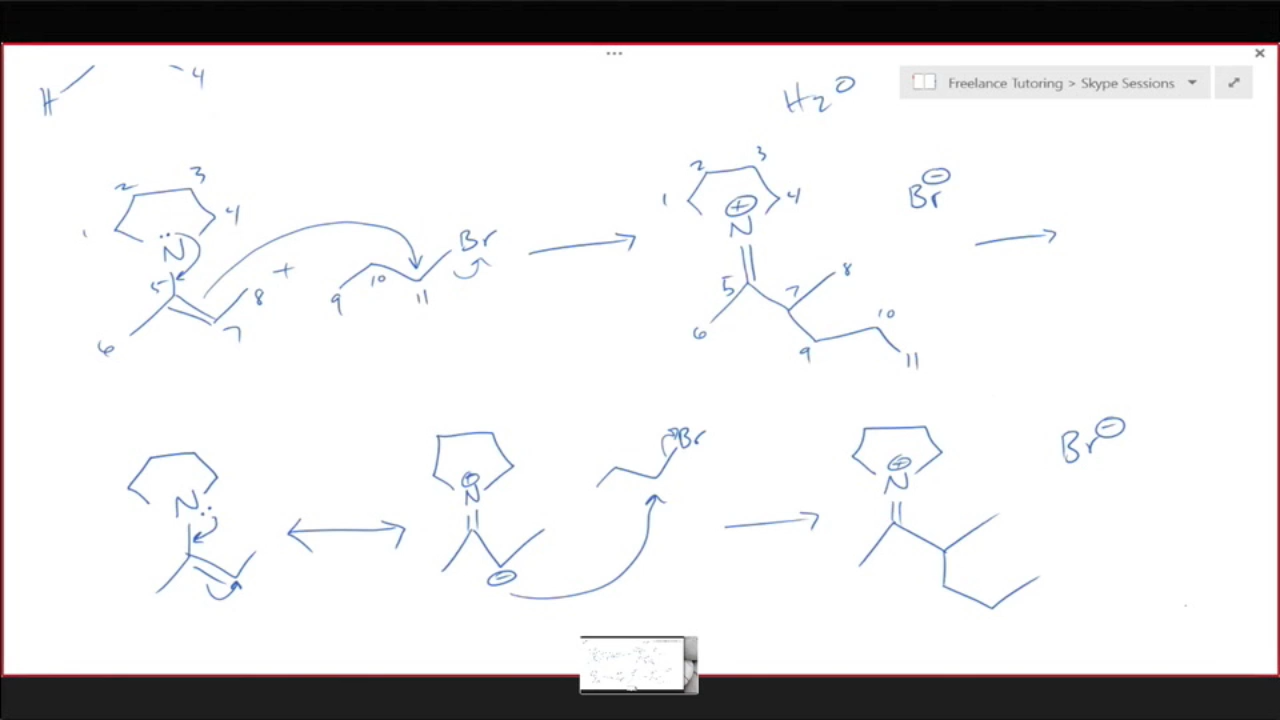 H 4
H2O
Freelance Tutoring > Skype Sessions
2 3
1 4
N
5 8 +
6 7
9 10 11 Br
2 3
1 ⊕ 4
N
5 7 8
6 9 10 11
Br ⊖
N
⊕
N
⊖
Br
⊕
N
Br ⊖